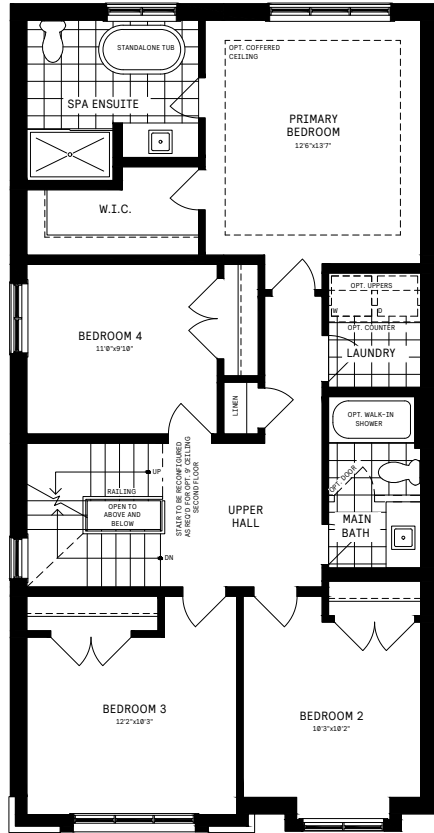 STANDALONE TUB
SPA ENSUITE
OPT. COFFERED
CEILING
PRIMARY
BEDROOM
12'6"x13'7"
W.I.C.
BEDROOM 4
11'0"x9'10"
OPT. UPPERS
W
D
OPT. COUNTER
LAUNDRY
LINEN
OPT. WALK-IN
SHOWER
OPT. DOOR
MAIN
BATH
UP
RAILING
OPEN TO
ABOVE AND
BELOW
DN
STAIR TO BE RECONFIGURED
AS REQ'D FOR OPT. 9' CEILING
SECOND FLOOR
UPPER
HALL
BEDROOM 3
12'2"x10'3"
BEDROOM 2
10'3"x10'2"